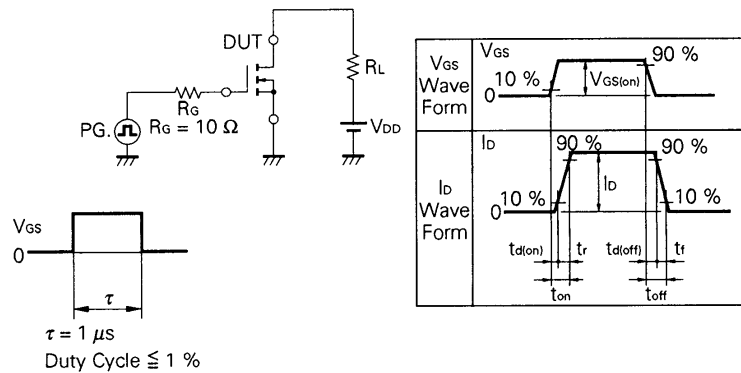 DUT
RL
RG
PG.
RG = 10 Ω
VDD
VGS
0
τ
τ = 1 μs
Duty Cycle ≦ 1 %
VGS
Wave
Form
VGS
90 %
10 %
VGS(on)
0
ID
Wave
Form
ID
90 %
90 %
ID
10 %
10 %
0
td(on)
tr
td(off)
tf
ton
toff